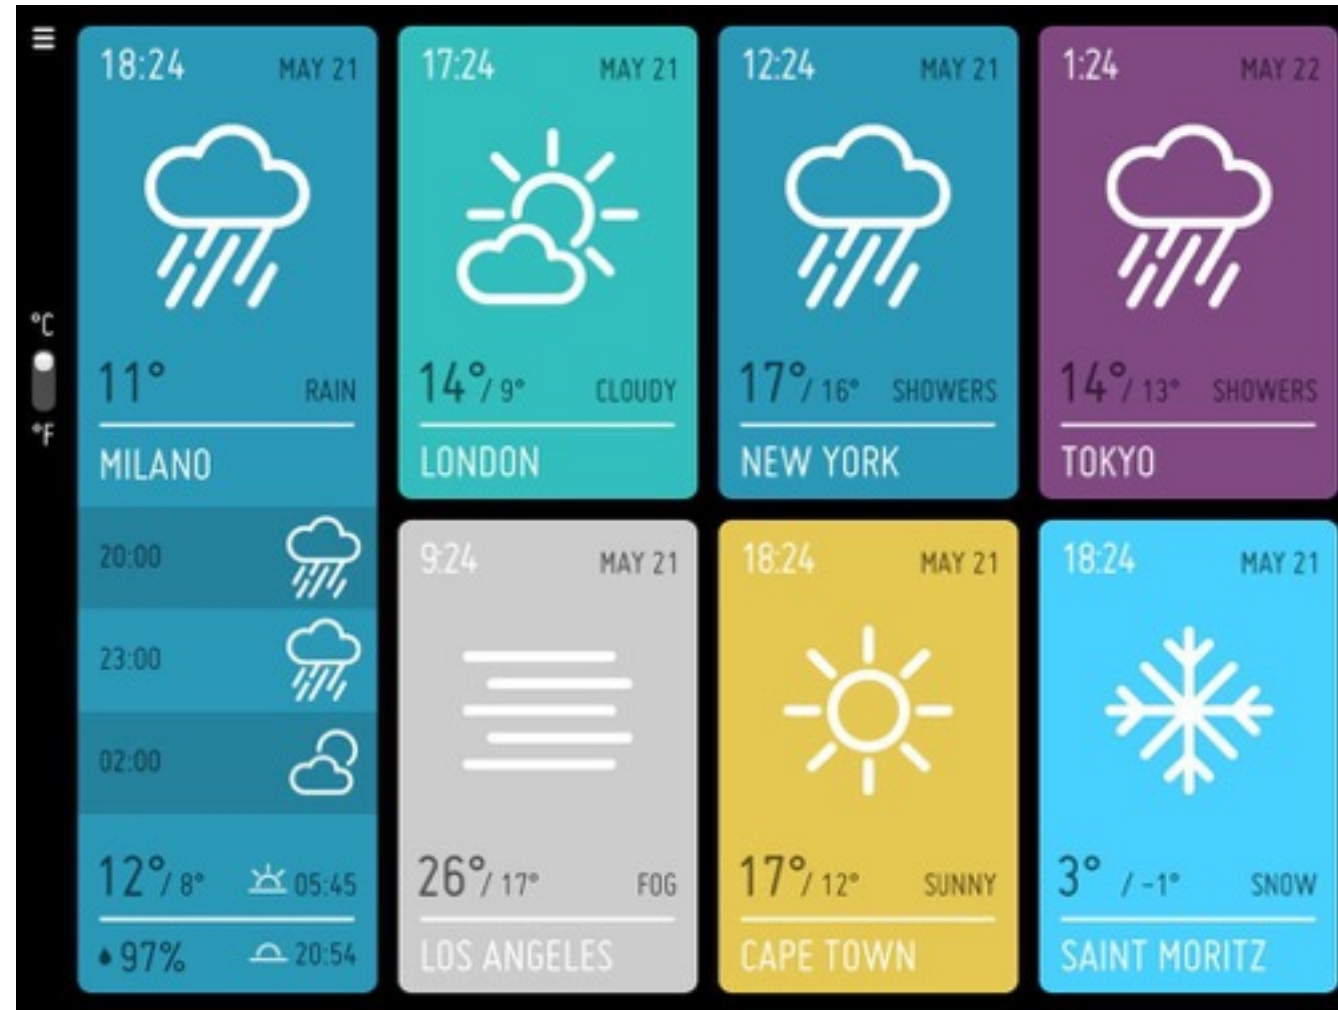 18:24 MAY 21
11° RAIN
MILANO
20:00
23:00
02:00
12°/ 8° 05:45
97% 20:54
°C
°F
17:24 MAY 21
14°/ 9° CLOUDY
LONDON
12:24 MAY 21
17°/ 16° SHOWERS
NEW YORK
1:24 MAY 22
14°/ 13° SHOWERS
TOKYO
9:24 MAY 21
26°/ 17° FOG
LOS ANGELES
18:24 MAY 21
17°/ 12° SUNNY
CAPE TOWN
18:24 MAY 21
3° / -1° SNOW
SAINT MORITZ